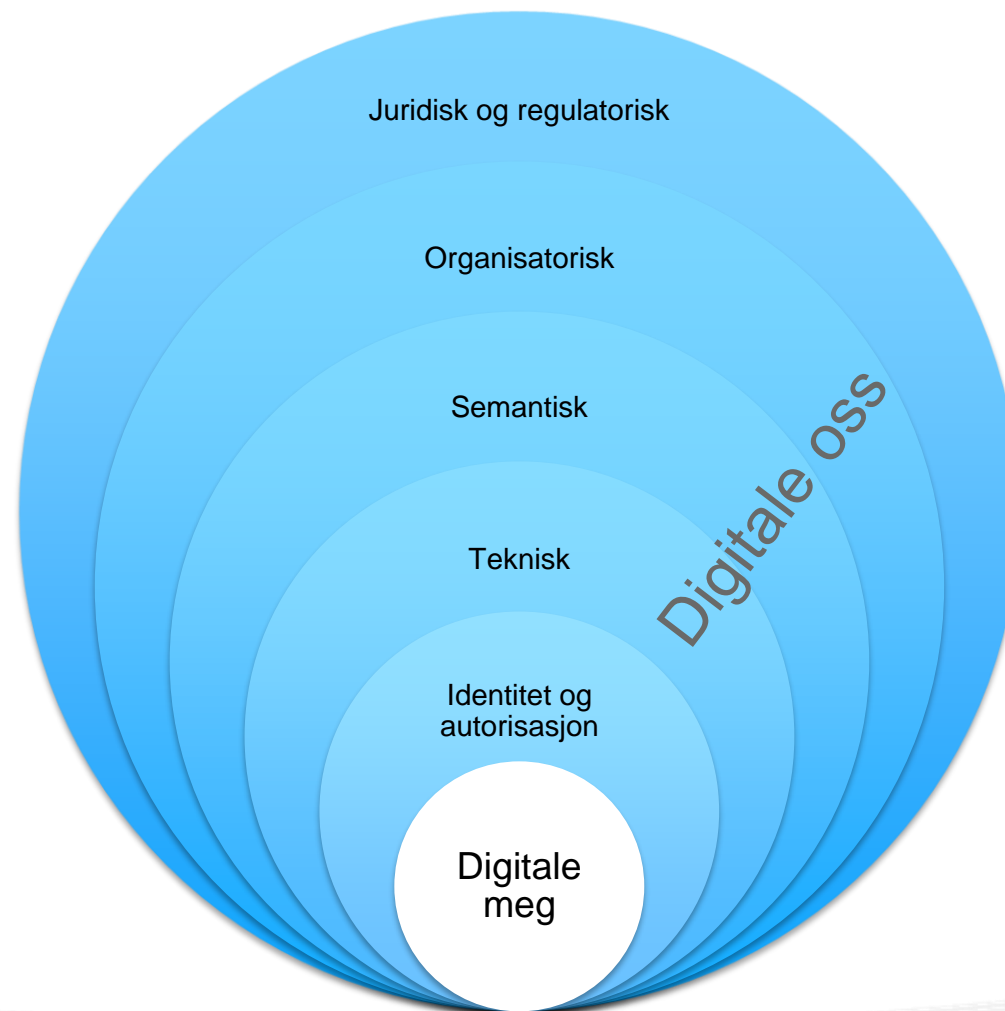 Juridisk og regulatorisk
Organisatorisk
Semantisk
Digitale oss
Teknisk
Identitet og
autorisasjon
Digitale
meg